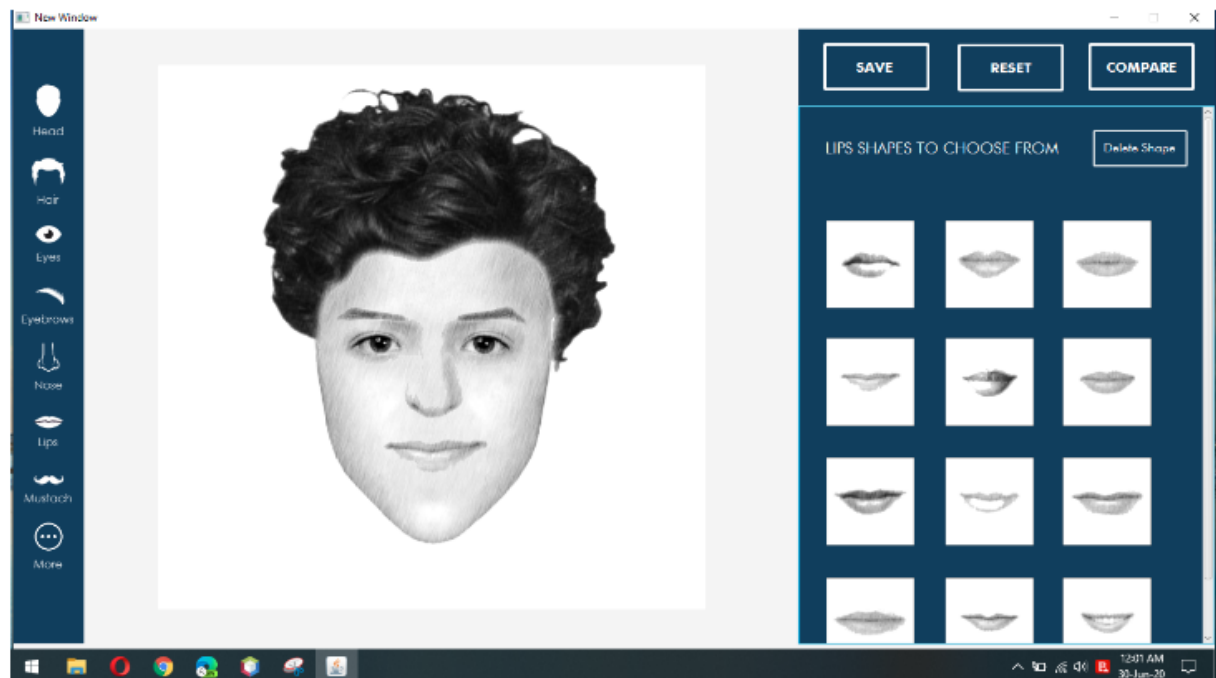 New Window
Head
Hair
Eyes
Eyebrows
Nose
Lips
Mustach
More
SAVE
RESET
COMPARE
LIPS SHAPES TO CHOOSE FROM
Delete Shape
12:01 AM
30-Jun-20